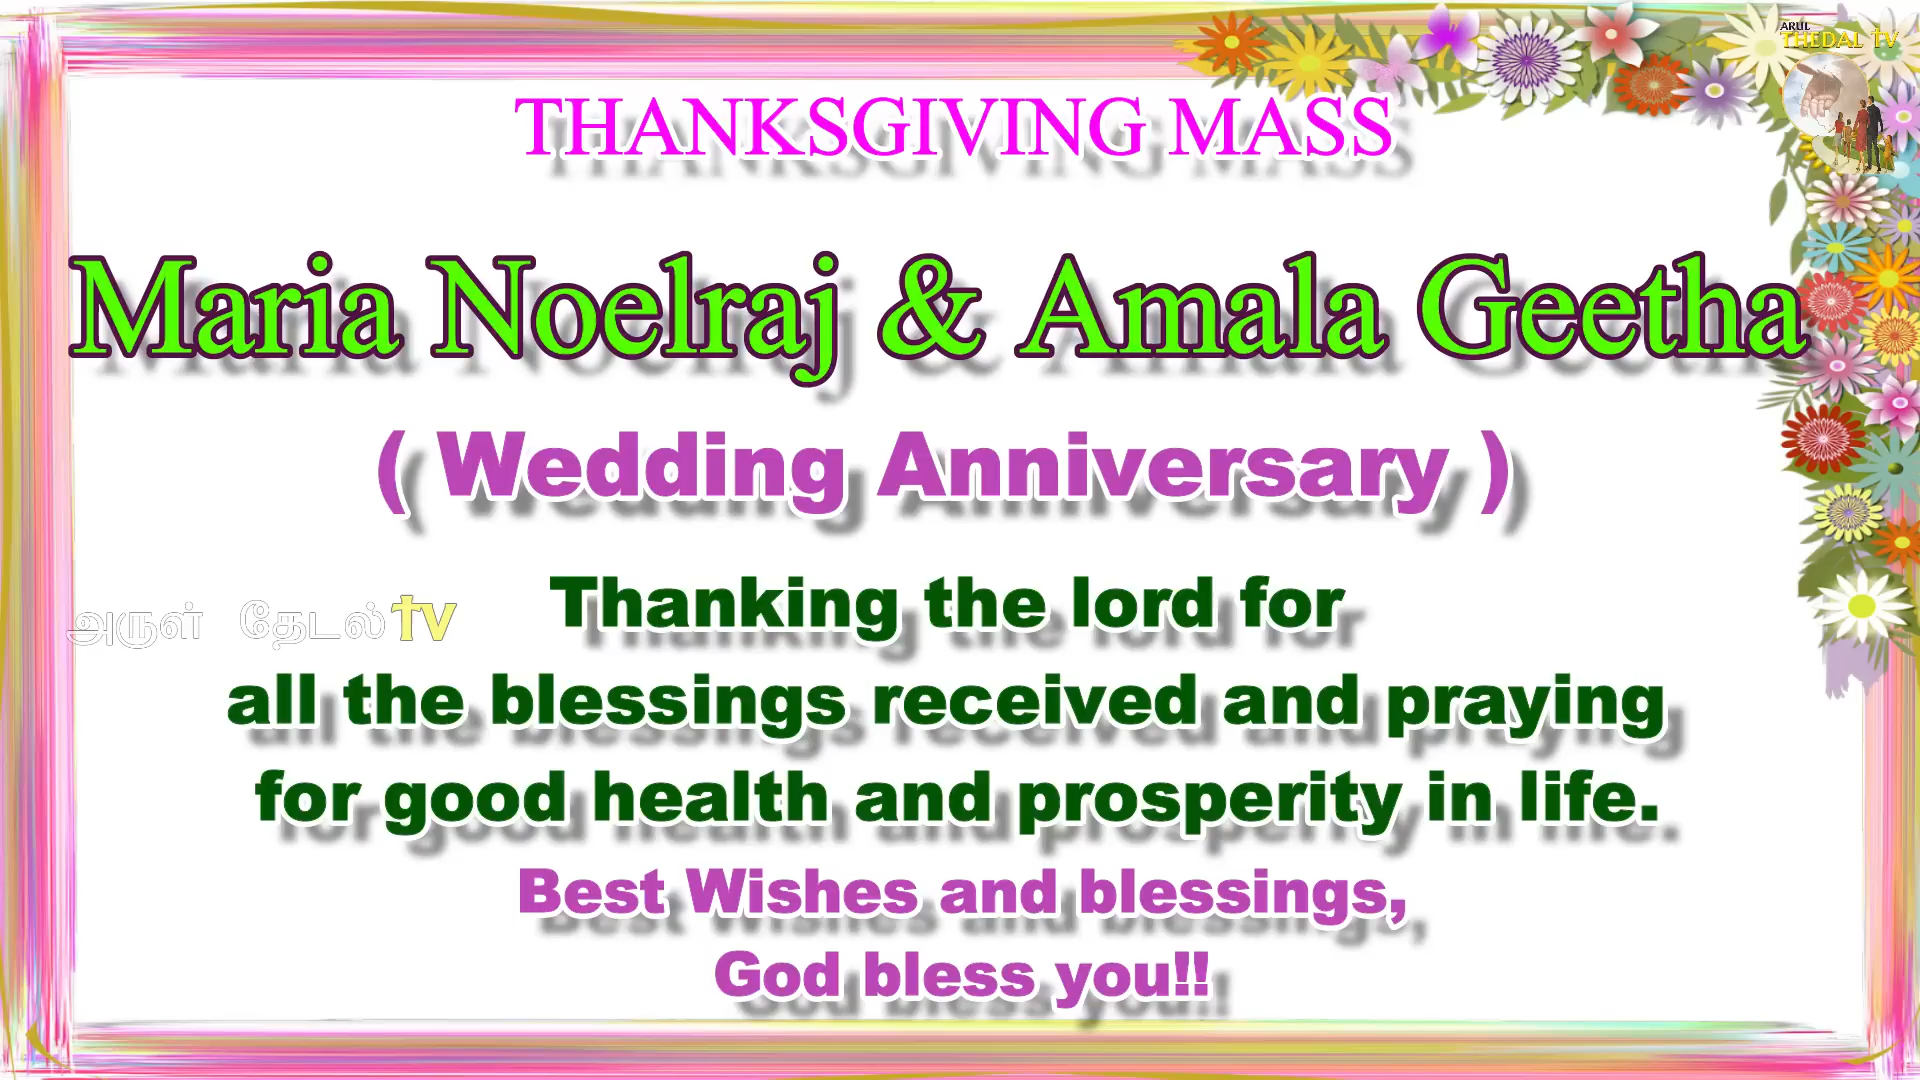 ARUL
THEDAL TV
THANKSGIVING MASS
Maria Noelraj & Amala Geetha
( Wedding Anniversary )
அருள் தேடல் TV
Thanking the lord for
all the blessings received and praying
for good health and prosperity in life.
Best Wishes and blessings,
God bless you!!